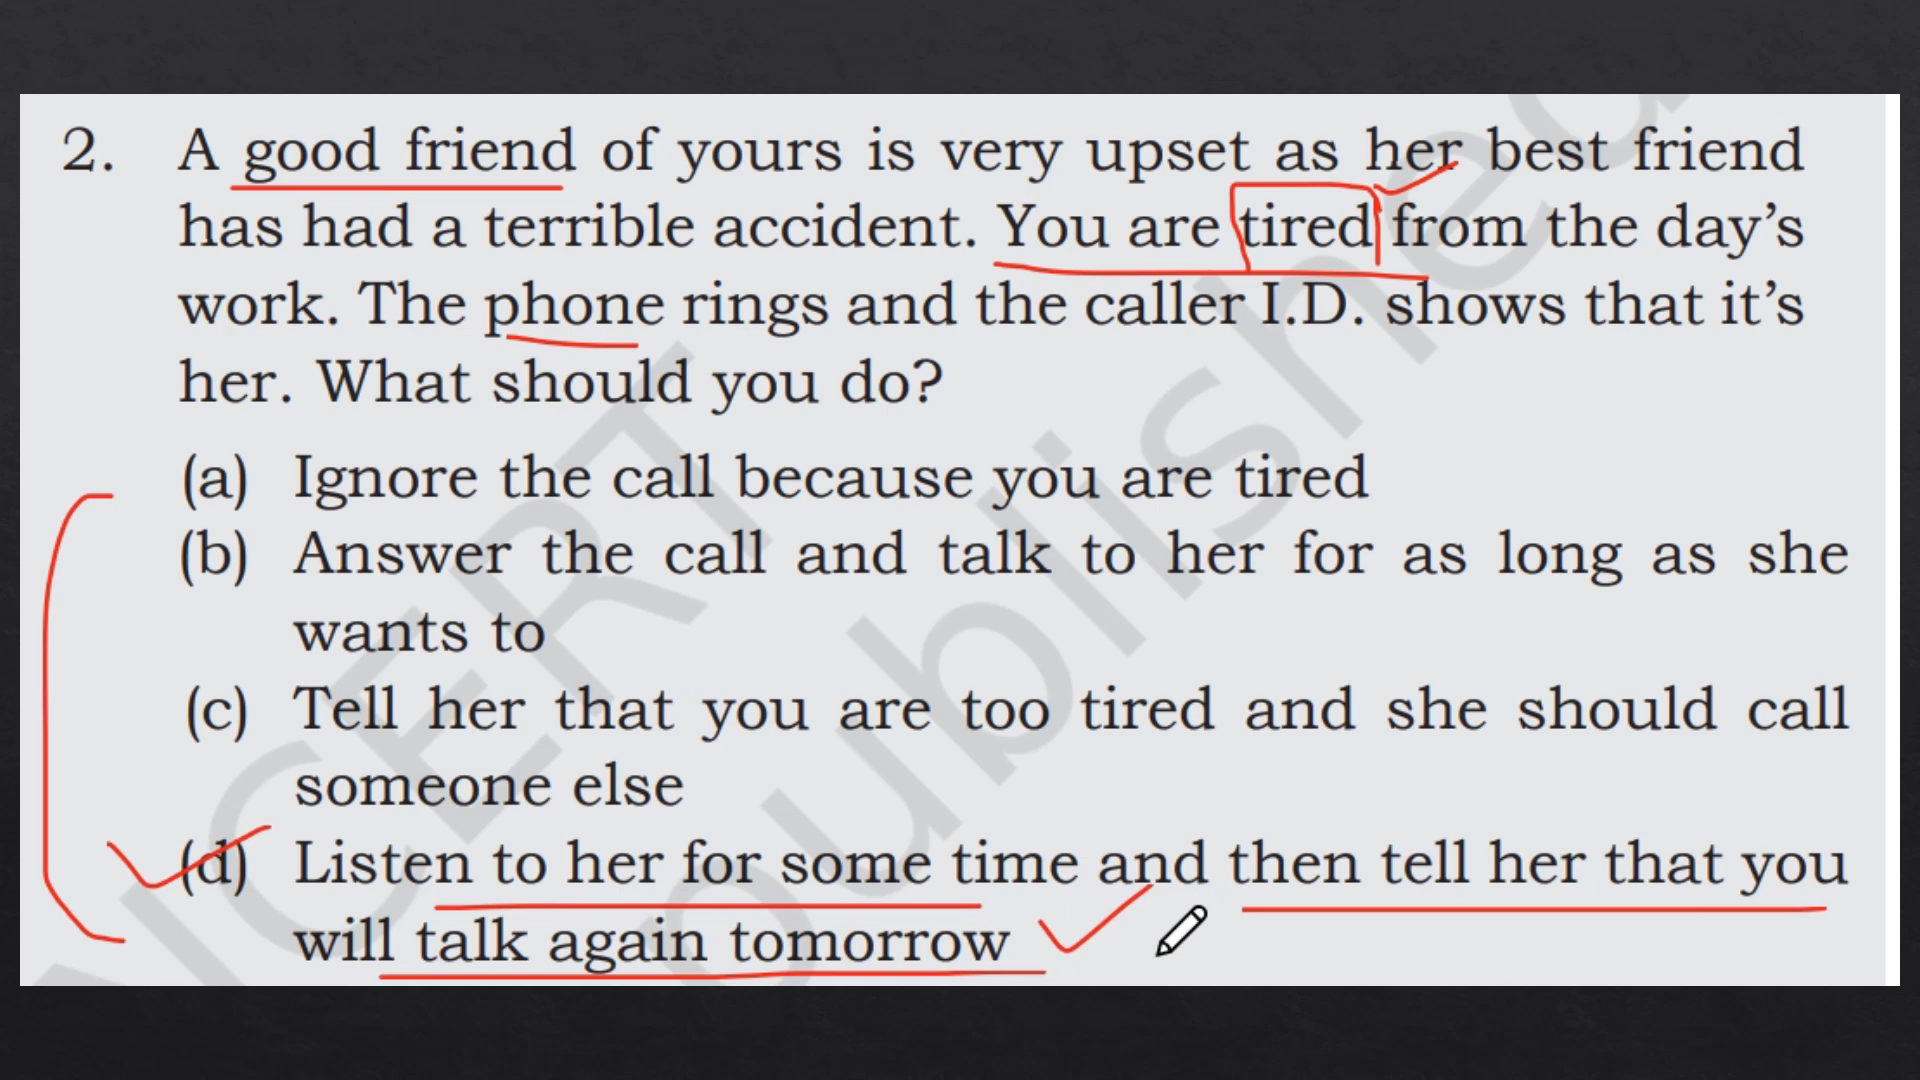 2. A good friend of yours is very upset as her best friend
has had a terrible accident. You are tired from the day's
work. The phone rings and the caller I.D. shows that it's
her. What should you do?
(a) Ignore the call because you are tired
(b) Answer the call and talk to her for as long as she
wants to
(c) Tell her that you are too tired and she should call
someone else
(d) Listen to her for some time and then tell her that you
will talk again tomorrow
NCERT
published